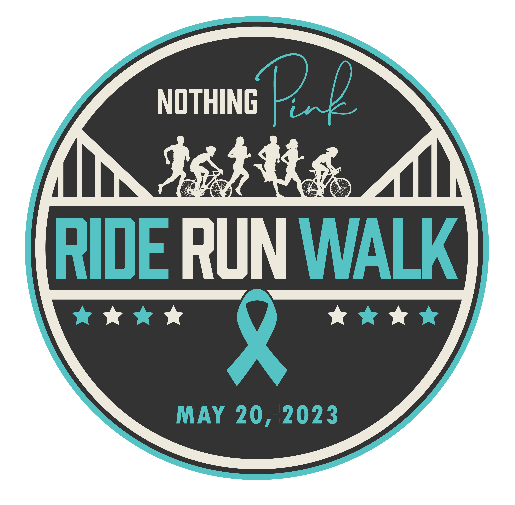 NOTHING Pink
RIDE RUN WALK
MAY 20, 2023